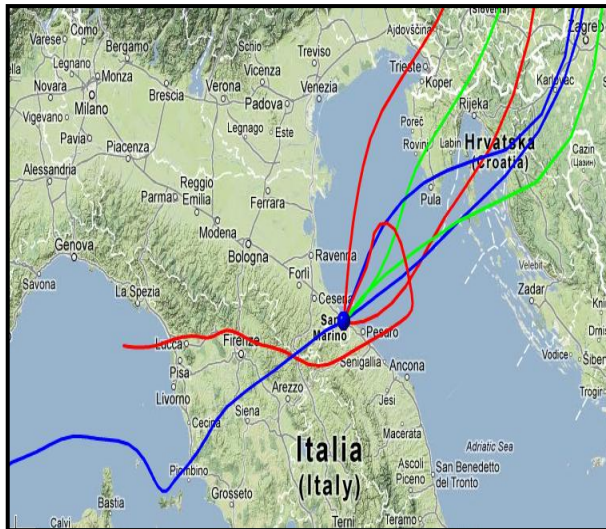 (Slovenia)
Varese
Como
Bergamo
Schio
Treviso
Ajdovščina
Zagreb
Legnano
Monza
Vicenza
Trieste
Koper
Novara
Brescia
Verona
Padova
Venezia
Karlovac
Milano
Vigevano
Rijeka
Pavia
Legnago
Este
Poreč
Labin
Hrvatska
(Croatia)
Piacenza
Rovinj
Cazin
(Цазин)
Alessandria
Parma
Reggio
Emilia
Ferrara
Pula
Modena
Genova
Bologna
Ravenna
Velebit
Savona
Forlì
Zadar
La Spezia
Cesena
San
Marino
Lucca
Firenze
Pesaro
Vodice
Pisa
Senigallia
Ancona
Livorno
Arezzo
Trogir
Siena
Jesi
Cecina
Macerata
Italia
(Italy)
Adriatic Sea
Piombino
Ascoli
Piceno
San Benedetto
del Tronto
Grosseto
Bastia
Calvi
Terni
Teramo